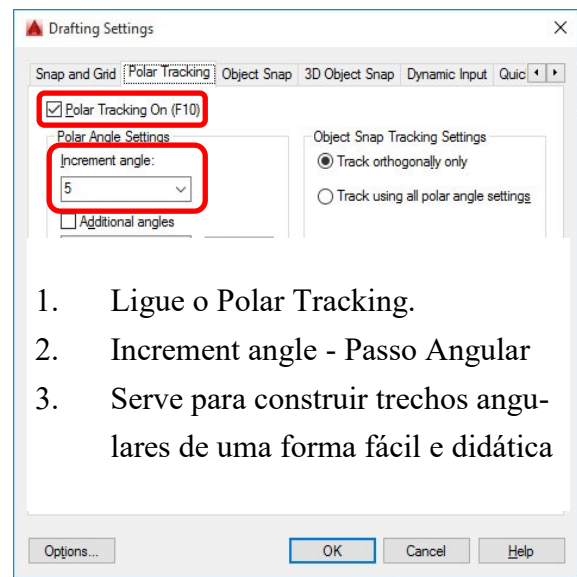 Drafting Settings
Snap and Grid Polar Tracking Object Snap 3D Object Snap Dynamic Input Quic
Polar Tracking On (F10)
Polar Angle Settings
Increment angle:
5
Additional angles
Object Snap Tracking Settings
Track orthogonally only
Track using all polar angle settings
1. Ligue o Polar Tracking.
2. Increment angle - Passo Angular
3. Serve para construir trechos angu-
lares de uma forma fácil e didática
Options... OK Cancel Help